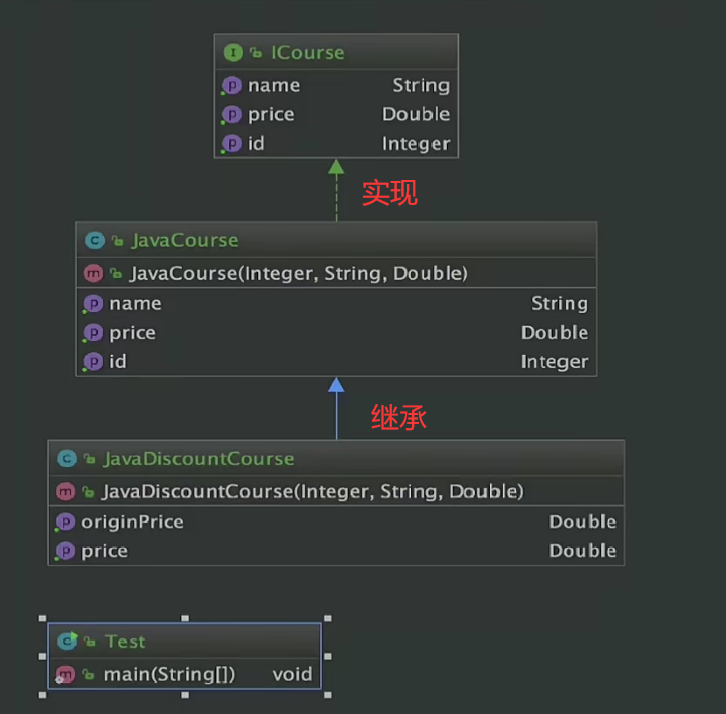 ICourse
name String
price Double
id Integer
实现
JavaCourse
JavaCourse(Integer, String, Double)
name String
price Double
id Integer
继承
JavaDiscountCourse
JavaDiscountCourse(Integer, String, Double)
originPrice Double
price Double
Test
main(String[]) void